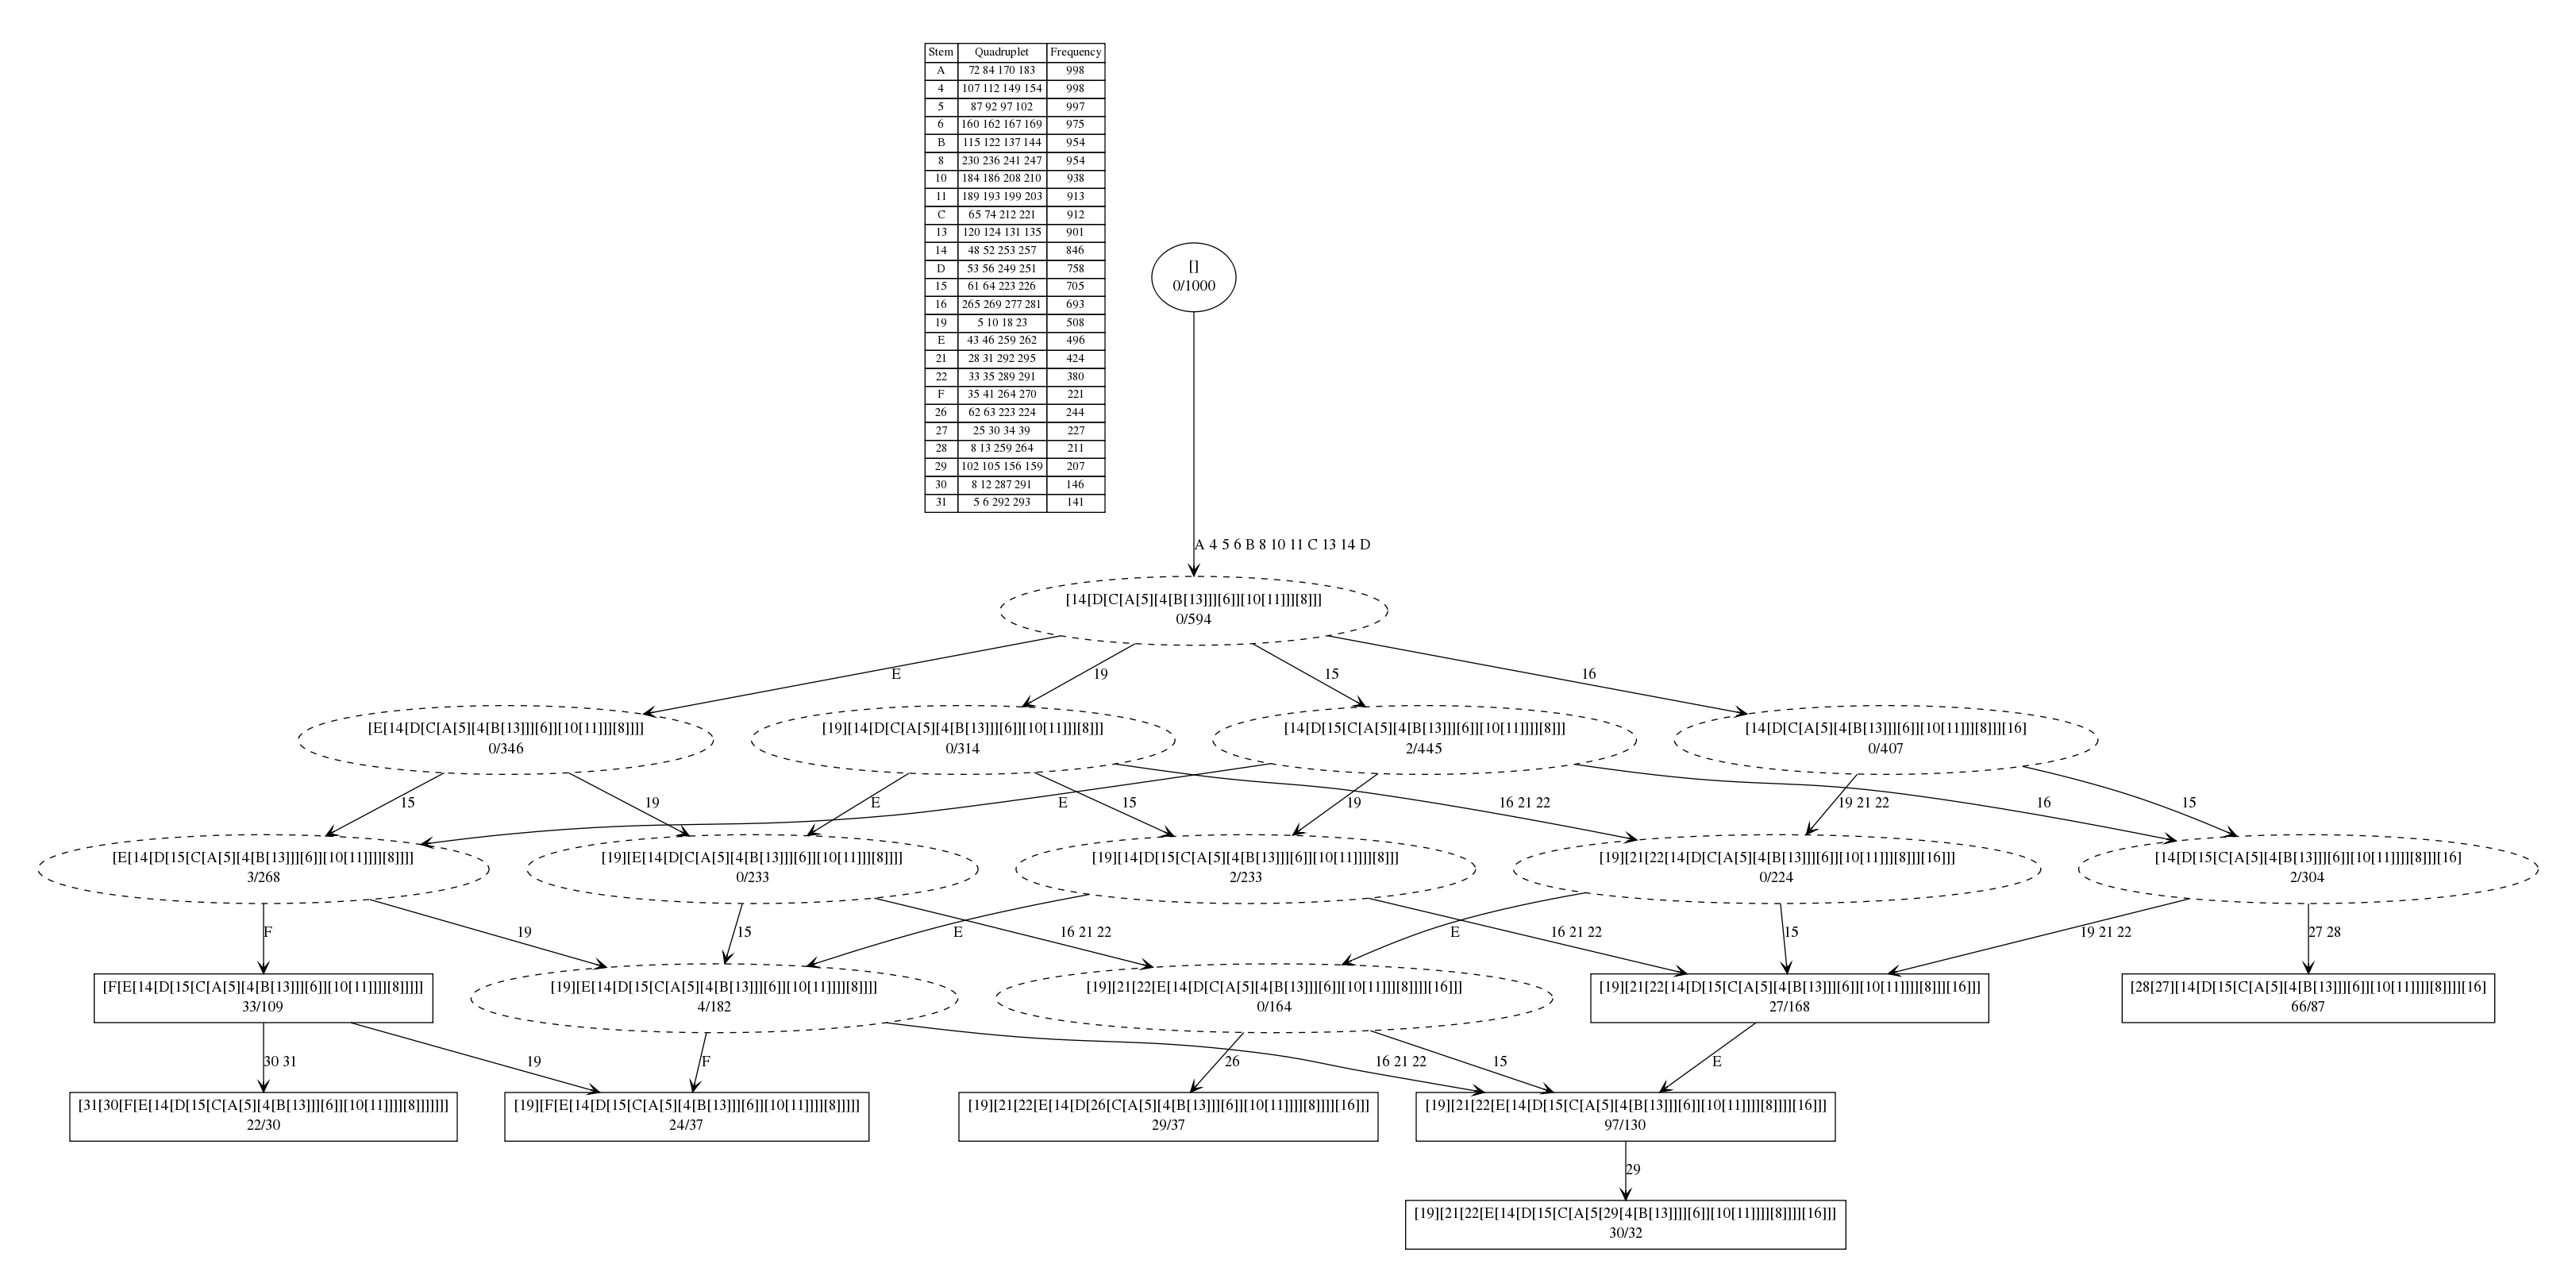 Stem Quadruplet Frequency
A 72 84 170 183 998
4 107 112 149 154 998
5 87 92 97 102 997
6 160 162 167 169 975
B 115 122 137 144 954
8 230 236 241 247 954
10 184 186 208 210 938
11 189 193 199 203 913
C 65 74 212 221 912
13 120 124 131 135 901
14 48 52 253 257 846
D 53 56 249 251 758
15 61 64 223 226 705
16 265 269 277 281 693
19 5 10 18 23 508
E 43 46 259 262 496
21 28 31 292 295 424
22 33 35 289 291 380
F 35 41 264 270 221
26 62 63 223 224 244
27 25 30 34 39 227
28 8 13 259 264 211
29 102 105 156 159 207
30 8 12 287 291 146
31 5 6 292 293 141
[]
0/1000
A 4 5 6 B 8 10 11 C 13 14 D
[14[D[C[A[5][4[B[13]]][6]][10[11]]][8]]]
0/594
E
19
15
16
[E[14[D[C[A[5][4[B[13]]][6]][10[11]]][8]]]]
0/346
[19][14[D[C[A[5][4[B[13]]][6]][10[11]]][8]]]
0/314
[14[D[15[C[A[5][4[B[13]]][6]][10[11]]]][8]]]
2/445
[14[D[C[A[5][4[B[13]]][6]][10[11]]][8]]][16]
0/407
15
19
E
E
15
19
16 21 22
19 21 22
16
15
[E[14[D[15[C[A[5][4[B[13]]][6]][10[11]]]][8]]]]
3/268
[19][E[14[D[C[A[5][4[B[13]]][6]][10[11]]][8]]]]
0/233
[19][14[D[15[C[A[5][4[B[13]]][6]][10[11]]]][8]]]
2/233
[19][21[22[14[D[C[A[5][4[B[13]]][6]][10[11]]][8]]][16]]]
0/224
[14[D[15[C[A[5][4[B[13]]][6]][10[11]]]][8]]][16]
2/304
F
19
15
E
16 21 22
E
16 21 22
15
19 21 22
27 28
[F[E[14[D[15[C[A[5][4[B[13]]][6]][10[11]]]][8]]]]]
33/109
[19][E[14[D[15[C[A[5][4[B[13]]][6]][10[11]]]][8]]]]
4/182
[19][21[22[E[14[D[C[A[5][4[B[13]]][6]][10[11]]][8]]]][16]]]
0/164
[19][21[22[14[D[15[C[A[5][4[B[13]]][6]][10[11]]]][8]]][16]]]
27/168
[28[27][14[D[15[C[A[5][4[B[13]]][6]][10[11]]]][8]]]][16]
66/87
30 31
19
F
26
16 21 22
15
E
[31[30[F[E[14[D[15[C[A[5][4[B[13]]][6]][10[11]]]][8]]]]]]]
22/30
[19][F[E[14[D[15[C[A[5][4[B[13]]][6]][10[11]]]][8]]]]]
24/37
[19][21[22[E[14[D[26[C[A[5][4[B[13]]][6]][10[11]]]][8]]]][16]]]
29/37
[19][21[22[E[14[D[15[C[A[5][4[B[13]]][6]][10[11]]]][8]]]][16]]]
97/130
29
[19][21[22[E[14[D[15[C[A[5[29[4[B[13]]]][6]][10[11]]]][8]]]][16]]]
30/32